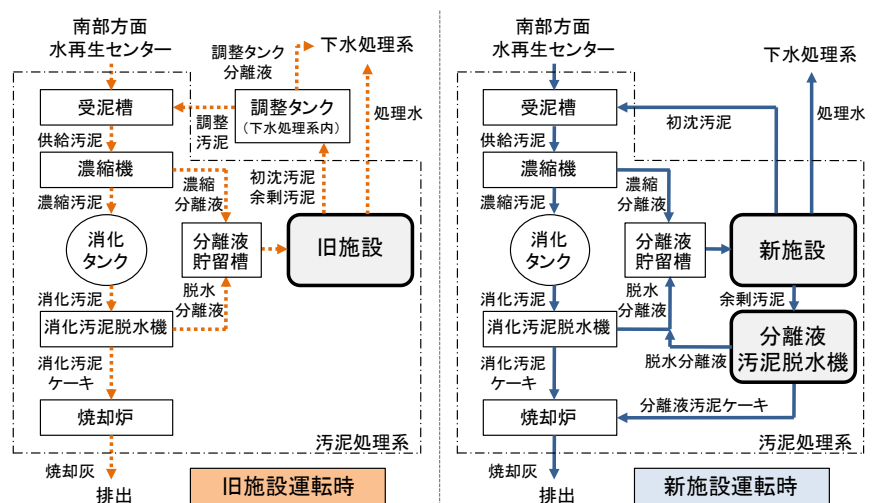 南部方面
水再生センター
調整タンク
分離液
下水処理系
受泥槽
調整
汚泥
調整タンク
（下水処理系内）
処理水
供給汚泥
濃縮機
濃縮
分離液
初沈汚泥
余剰汚泥
濃縮汚泥
消化
タンク
分離液
貯留槽
旧施設
消化汚泥
脱水
分離液
消化汚泥脱水機
消化汚泥
ケーキ
焼却炉
汚泥処理系
焼却灰
排出
旧施設運転時
南部方面
水再生センター
下水処理系
受泥槽
初沈汚泥
処理水
供給汚泥
濃縮機
濃縮
分離液
濃縮汚泥
消化
タンク
分離液
貯留槽
新施設
消化汚泥
脱水
分離液
余剰汚泥
消化汚泥脱水機
分離液
汚泥脱水機
脱水分離液
消化汚泥
ケーキ
分離液汚泥ケーキ
焼却炉
汚泥処理系
焼却灰
排出
新施設運転時